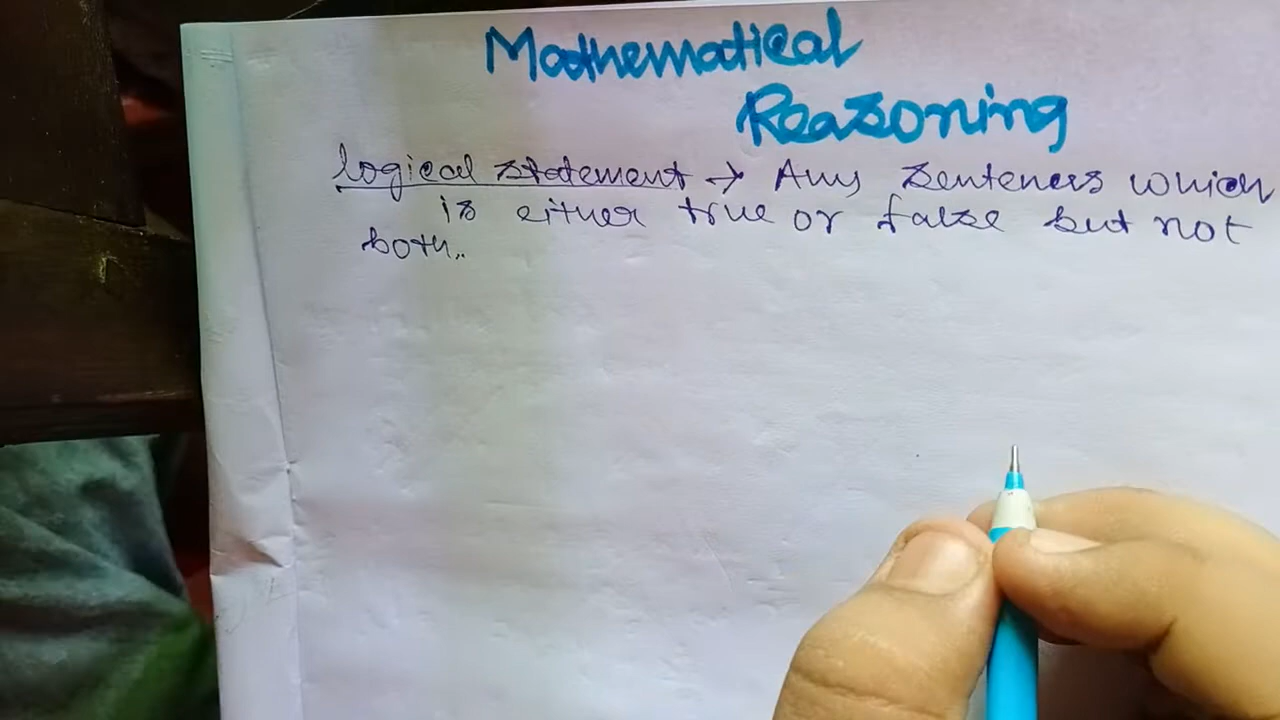 Mathematical
Reasoning
logical statement → Any sentences which
is either true or false but not
both..